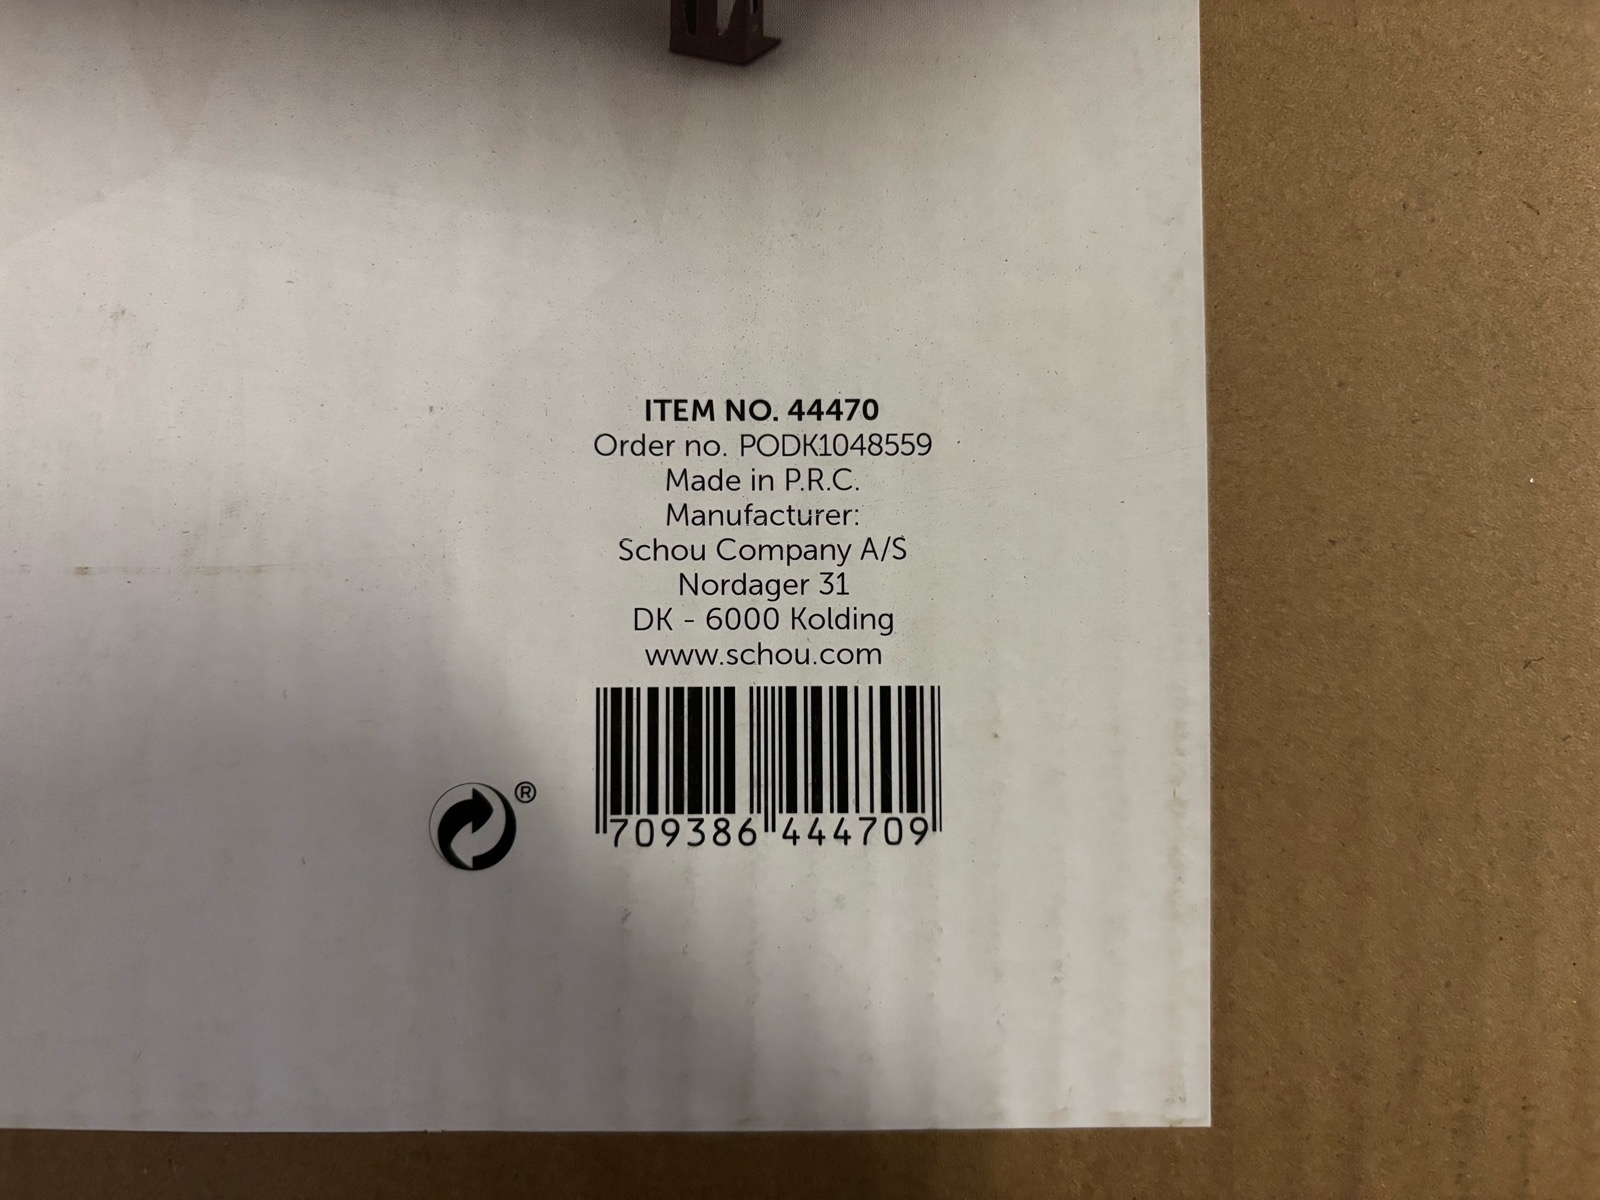 ITEM NO. 44470
Order no. PODK1048559
Made in P.R.C.
Manufacturer:
Schou Company A/S
Nordager 31
DK - 6000 Kolding
www.schou.com
®
709386 444709